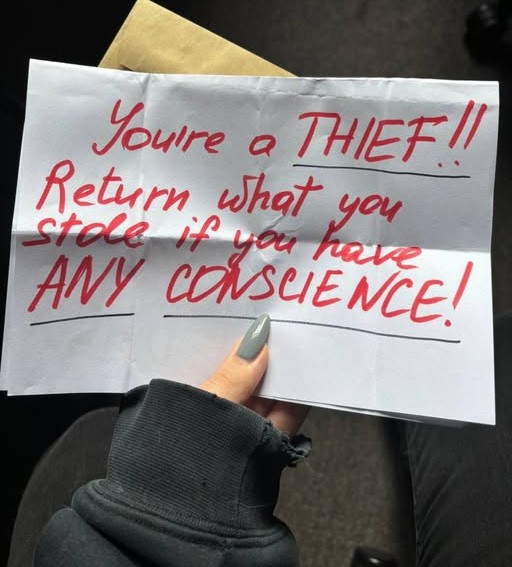 You're a THIEF!!
Return what you
stole if you have
ANY CONSCIENCE!